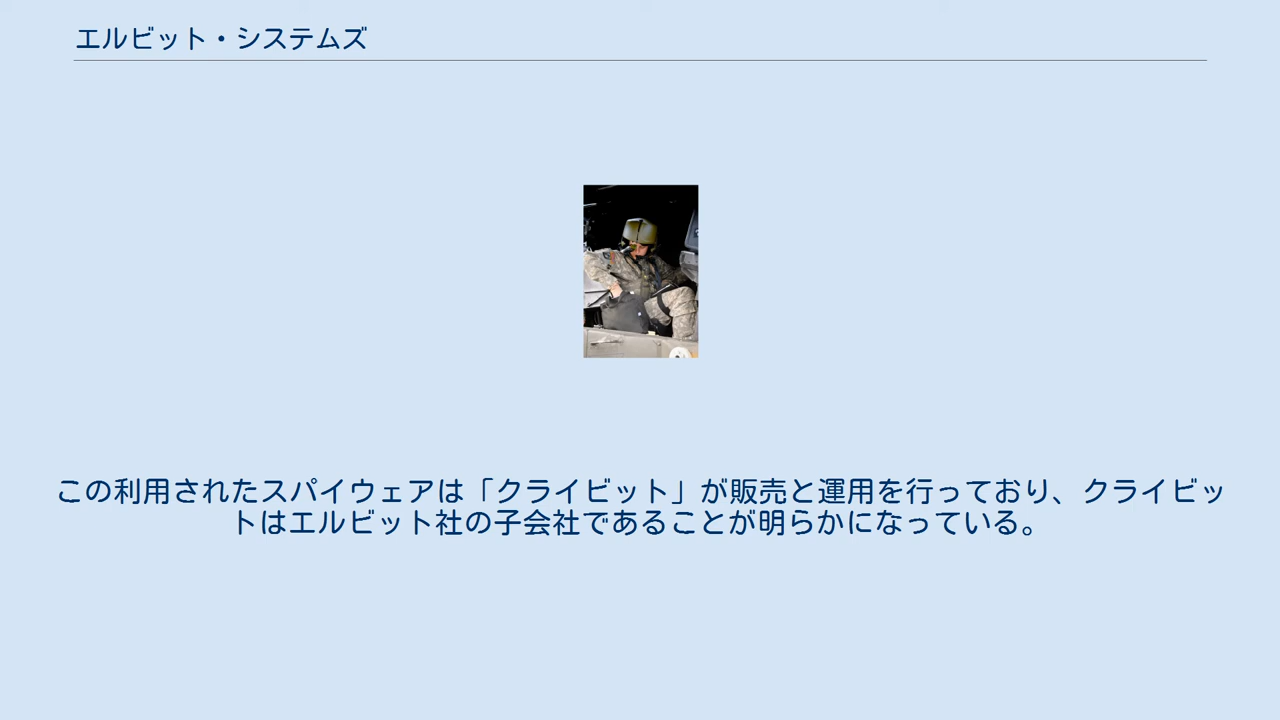 エルビット・システムズ
この利用されたスパイウェアは「クライビット」が販売と運用を行っており、クライビッ
トはエルビット社の子会社であることが明らかになっている。